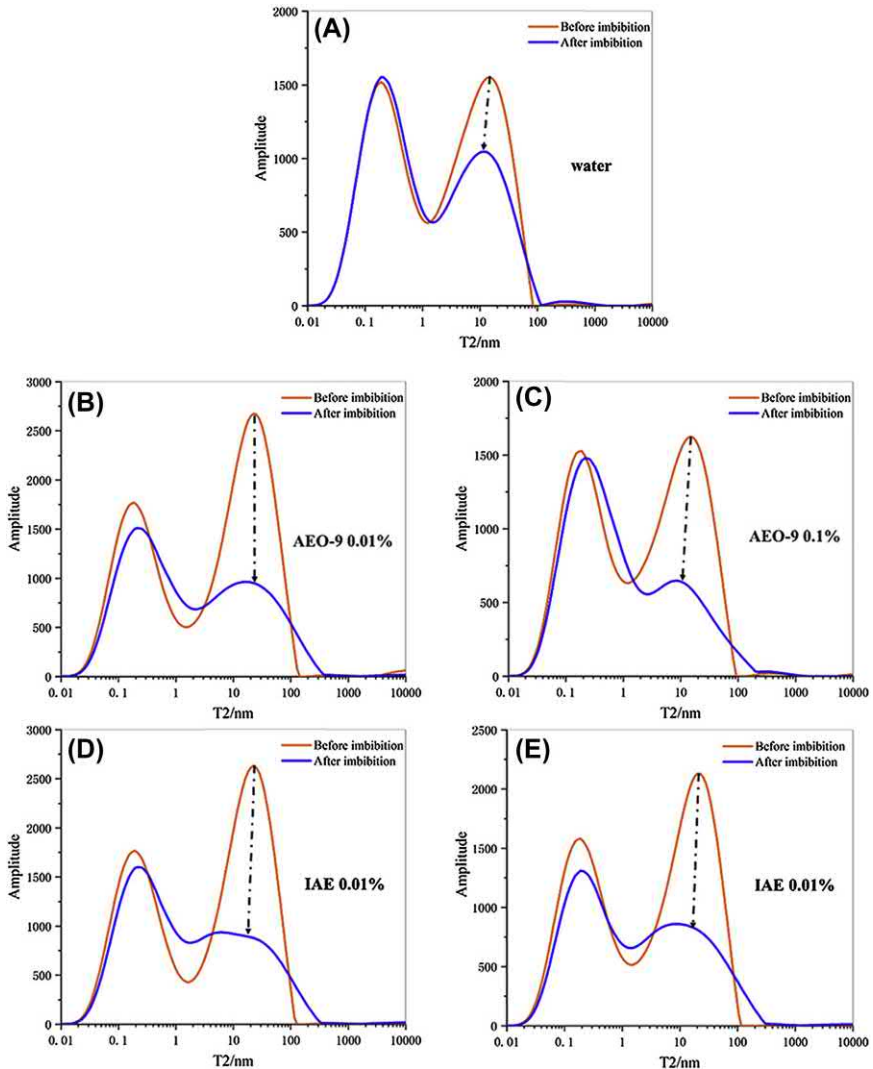 (A)
Before imbibition
After imbibition
2000
1500
1000
500
0
Amplitude
water
0.01 0.1 1 10 100 1000 10000
T2/nm
(B)
Before imbibition
After imbibition
3000
2500
2000
1500
1000
500
0
Amplitude
AEO-9 0.01%
0.01 0.1 1 10 100 1000 10000
T2/nm
(C)
Before imbibition
After imbibition
2000
1500
1000
500
0
Amplitude
AEO-9 0.1%
0.01 0.1 1 10 100 1000 10000
T2/nm
(D)
Before imbibition
After imbibition
3000
2500
2000
1500
1000
500
0
Amplitude
IAE 0.01%
0.01 0.1 1 10 100 1000 10000
T2/nm
(E)
Before imbibition
After imbibition
2500
2000
1500
1000
500
0
Amplitude
IAE 0.01%
0.01 0.1 1 10 100 1000 10000
T2/nm